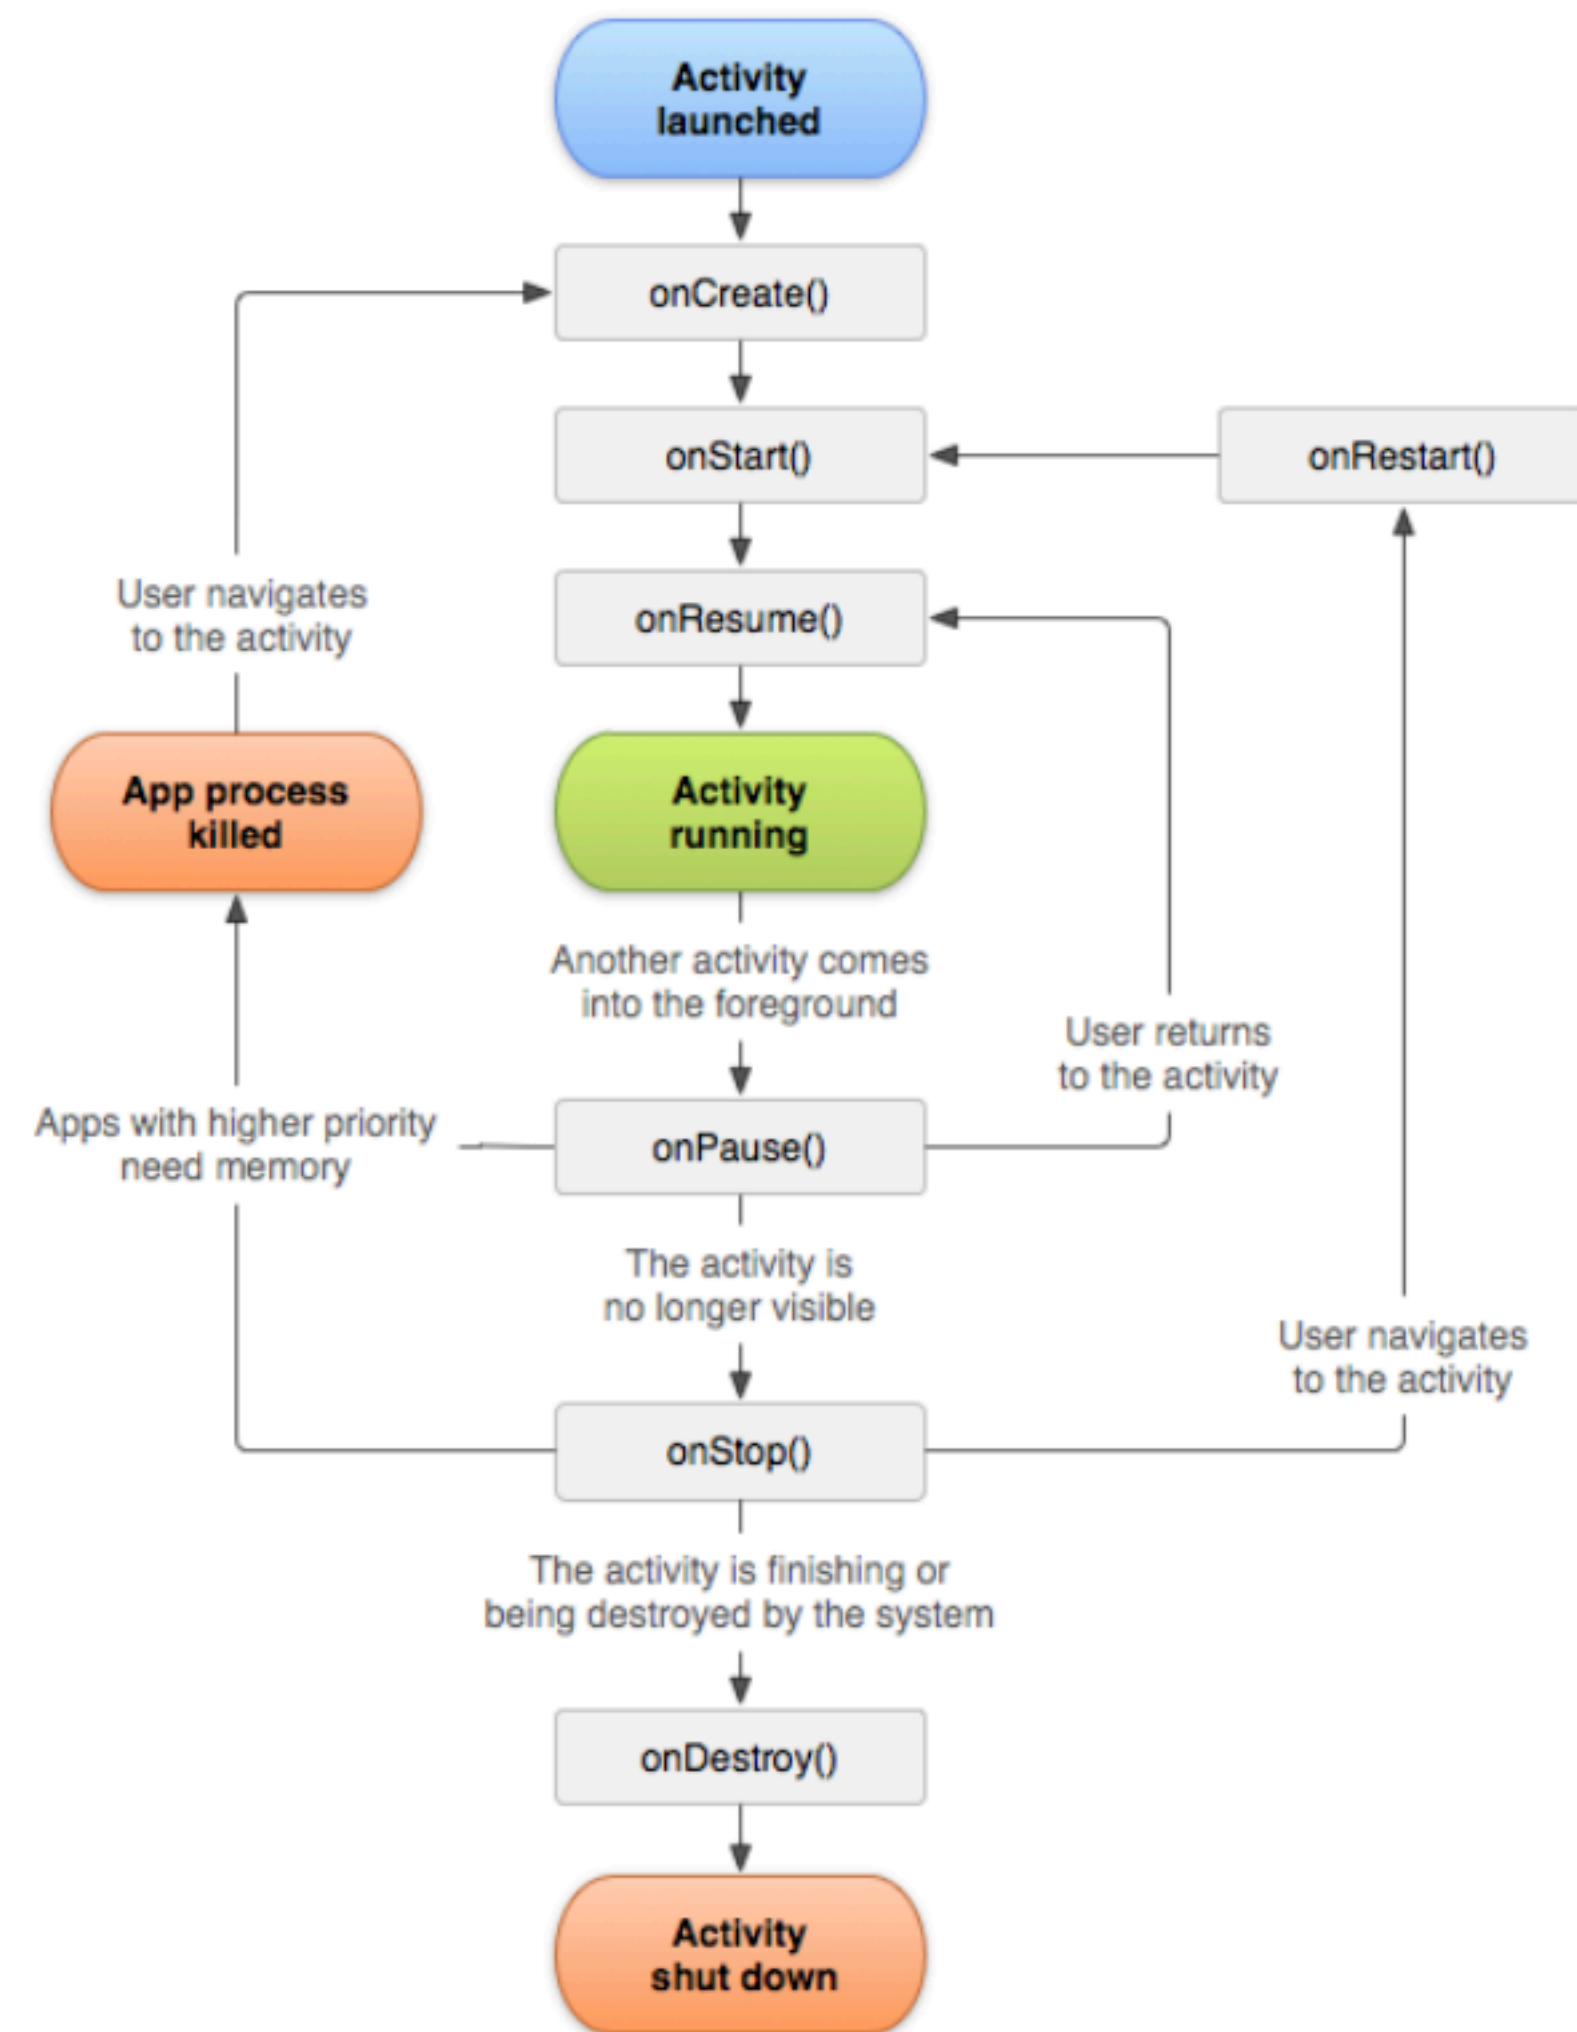 Activity
launched
onCreate()
onStart()
onRestart()
User navigates
to the activity
onResume()
App process
killed
Activity
running
Another activity comes
into the foreground
User returns
to the activity
Apps with higher priority
need memory
onPause()
The activity is
no longer visible
User navigates
to the activity
onStop()
The activity is finishing or
being destroyed by the system
onDestroy()
Activity
shut down